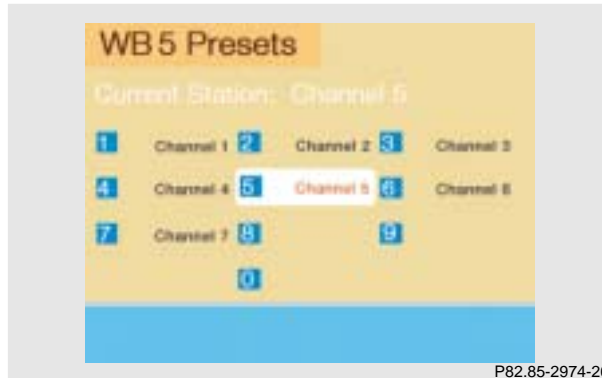 WB 5 Presets
Current Station: Channel 5
1 Channel 1 2 Channel 2 3 Channel 3
4 Channel 4 5 Channel 5 6 Channel 6
7 Channel 7 8 9
0
P82.85-2974-20